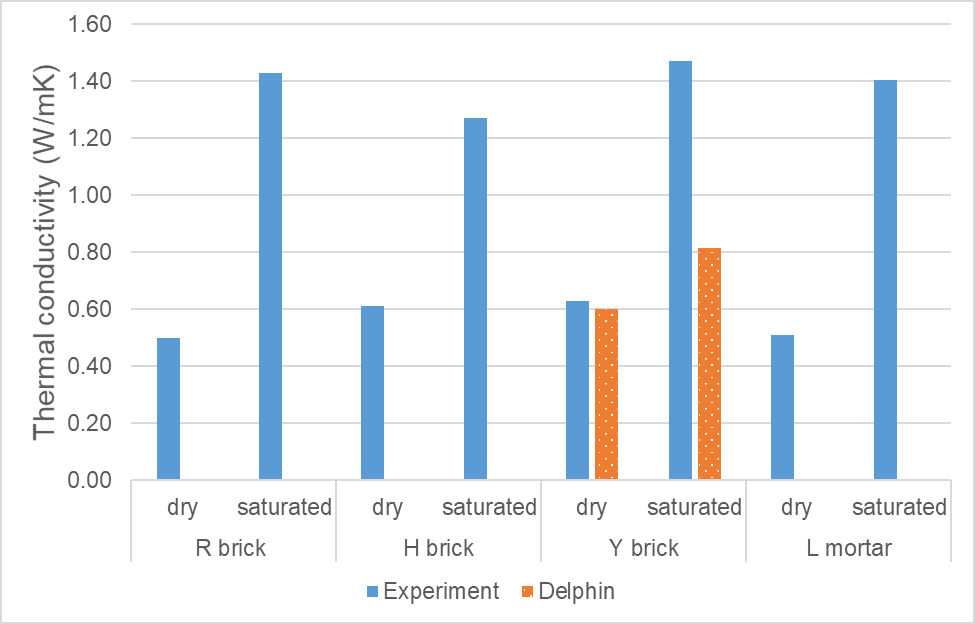 Thermal conductivity (W/mK)
1.60
1.40
1.20
1.00
0.80
0.60
0.40
0.20
0.00
dry saturated dry saturated dry saturated dry saturated
R brick H brick Y brick L mortar
Experiment Delphin